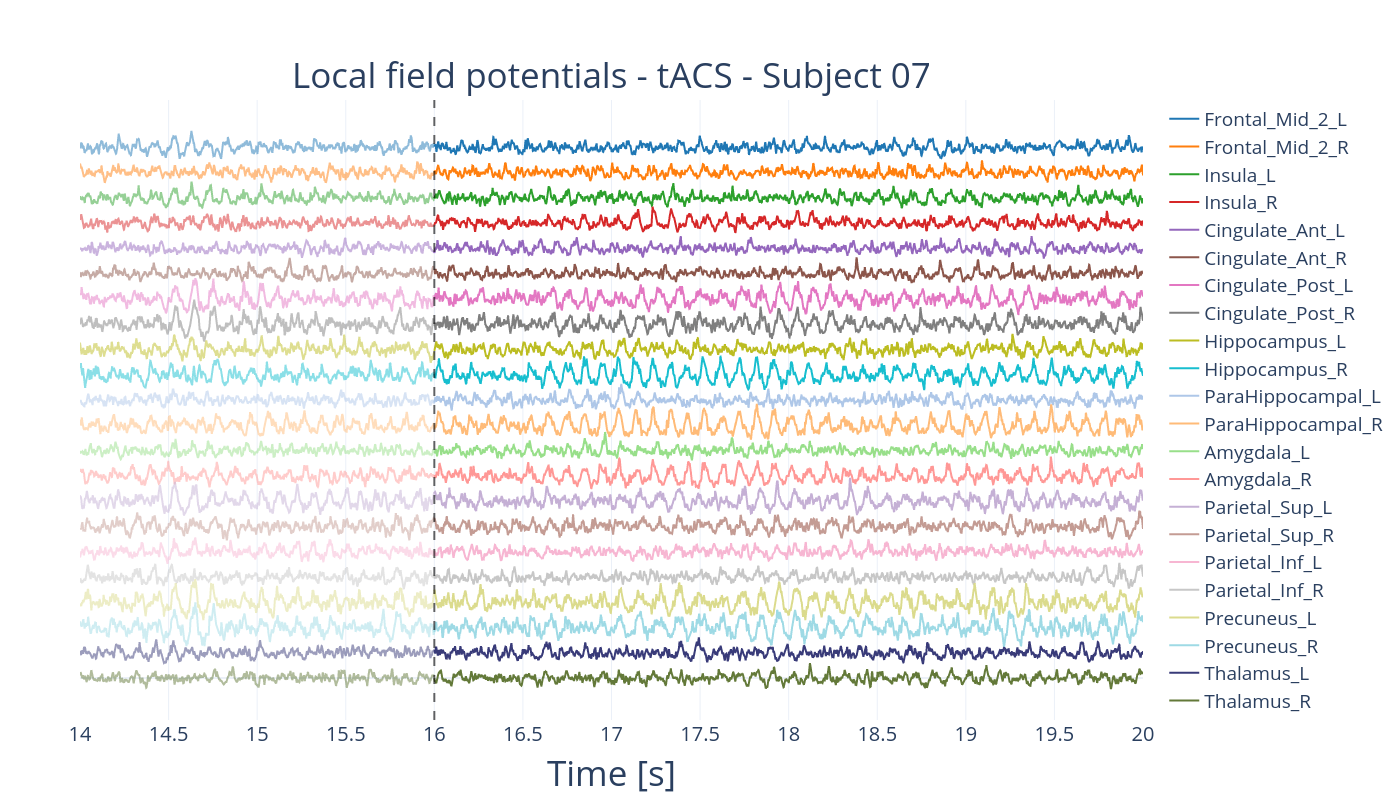 Local field potentials - tACS - Subject 07
Frontal_Mid_2_L
Frontal_Mid_2_R
Insula_L
Insula_R
Cingulate_Ant_L
Cingulate_Ant_R
Cingulate_Post_L
Cingulate_Post_R
Hippocampus_L
Hippocampus_R
ParaHippocampal_L
ParaHippocampal_R
Amygdala_L
Amygdala_R
Parietal_Sup_L
Parietal_Sup_R
Parietal_Inf_L
Parietal_Inf_R
Precuneus_L
Precuneus_R
Thalamus_L
Thalamus_R
14 14.5 15 15.5 16 16.5 17 17.5 18 18.5 19 19.5 20
Time [s]